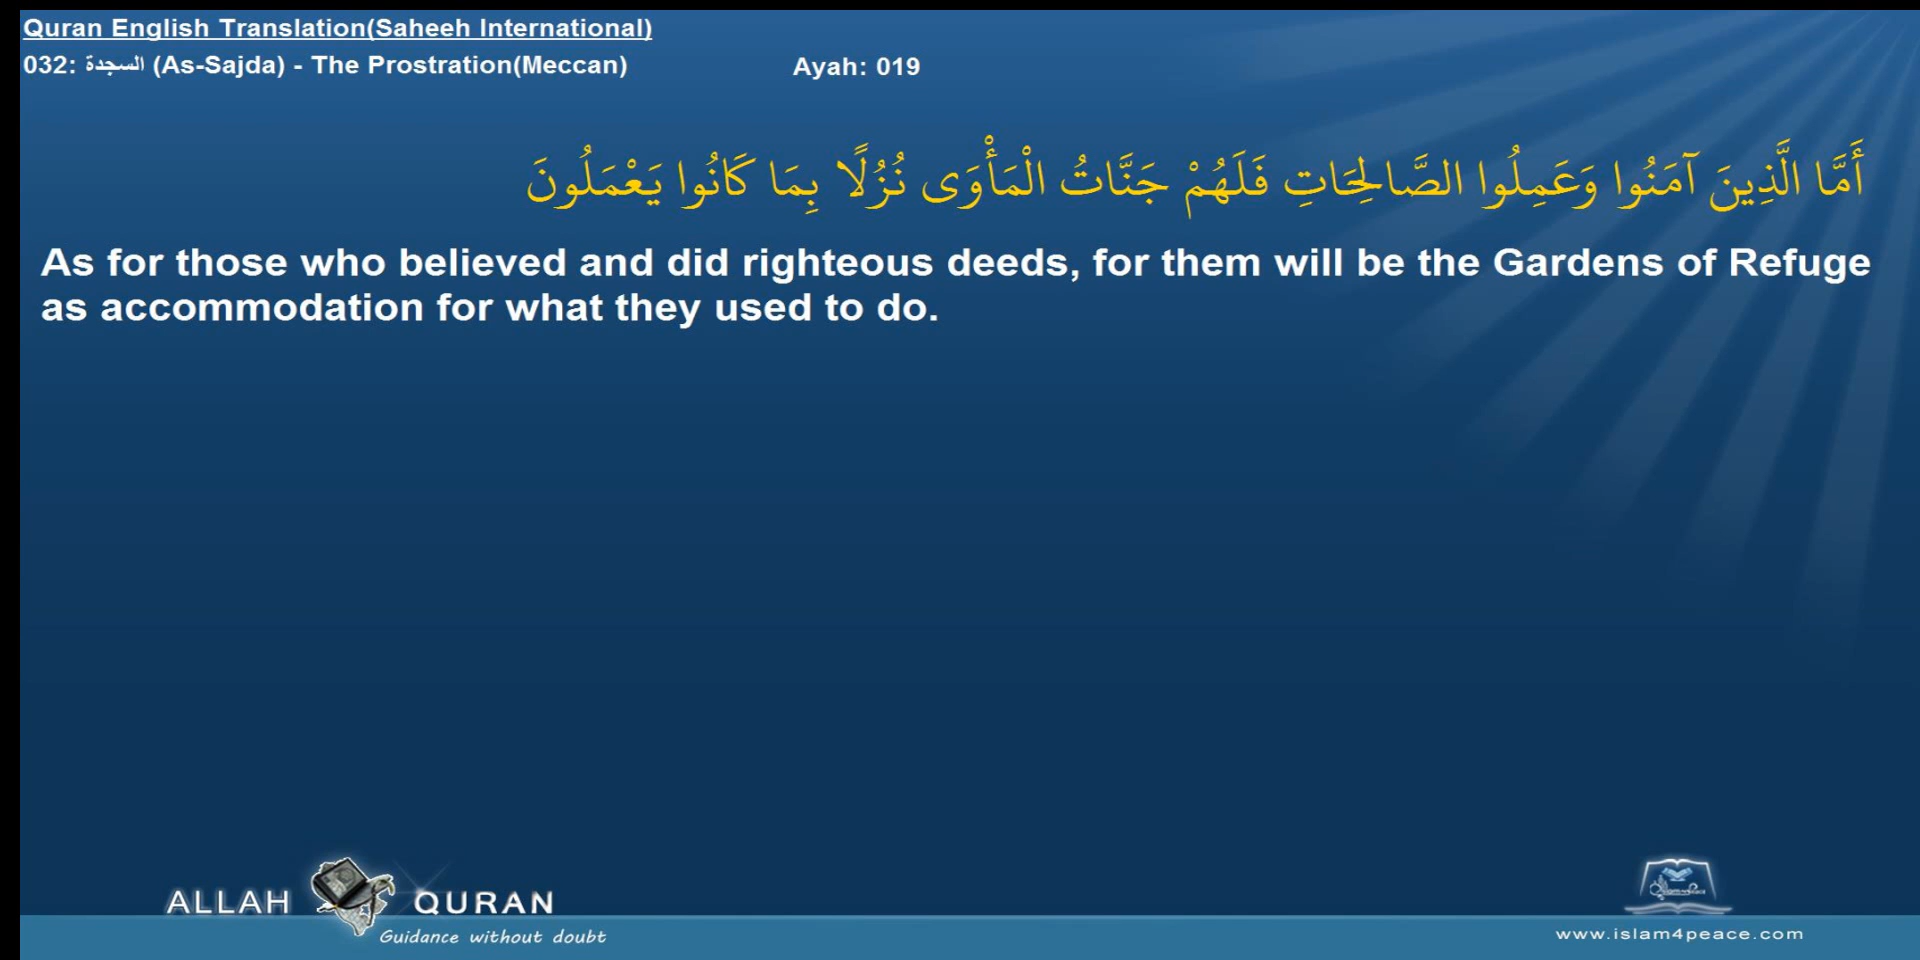 Quran English Translation(Saheeh International)
032: السجدة (As-Sajda) - The Prostration(Meccan) Ayah: 019
أَمَّا الَّذِينَ آمَنُوا وَعَمِلُوا الصَّالِحَاتِ فَلَهُمْ جَنَّاتُ الْمَأْوَى نُزُلًا بِمَا كَانُوا يَعْمَلُونَ
As for those who believed and did righteous deeds, for them will be the Gardens of Refuge
as accommodation for what they used to do.
ALLAH QURAN
Guidance without doubt
www.islam4peace.com